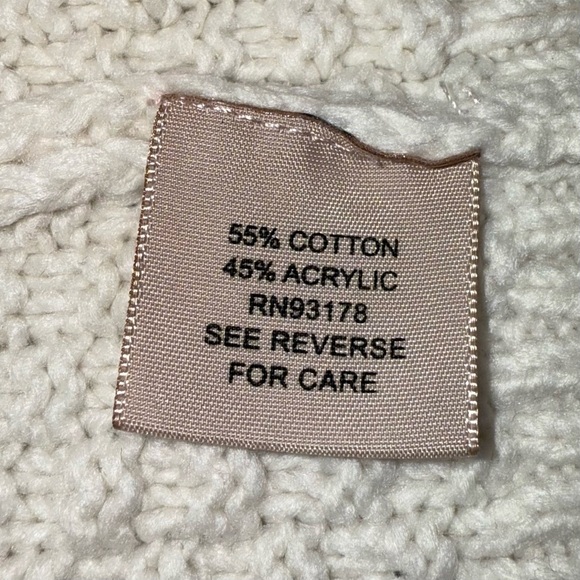 55% COTTON
45% ACRYLIC
RN93178
SEE REVERSE
FOR CARE